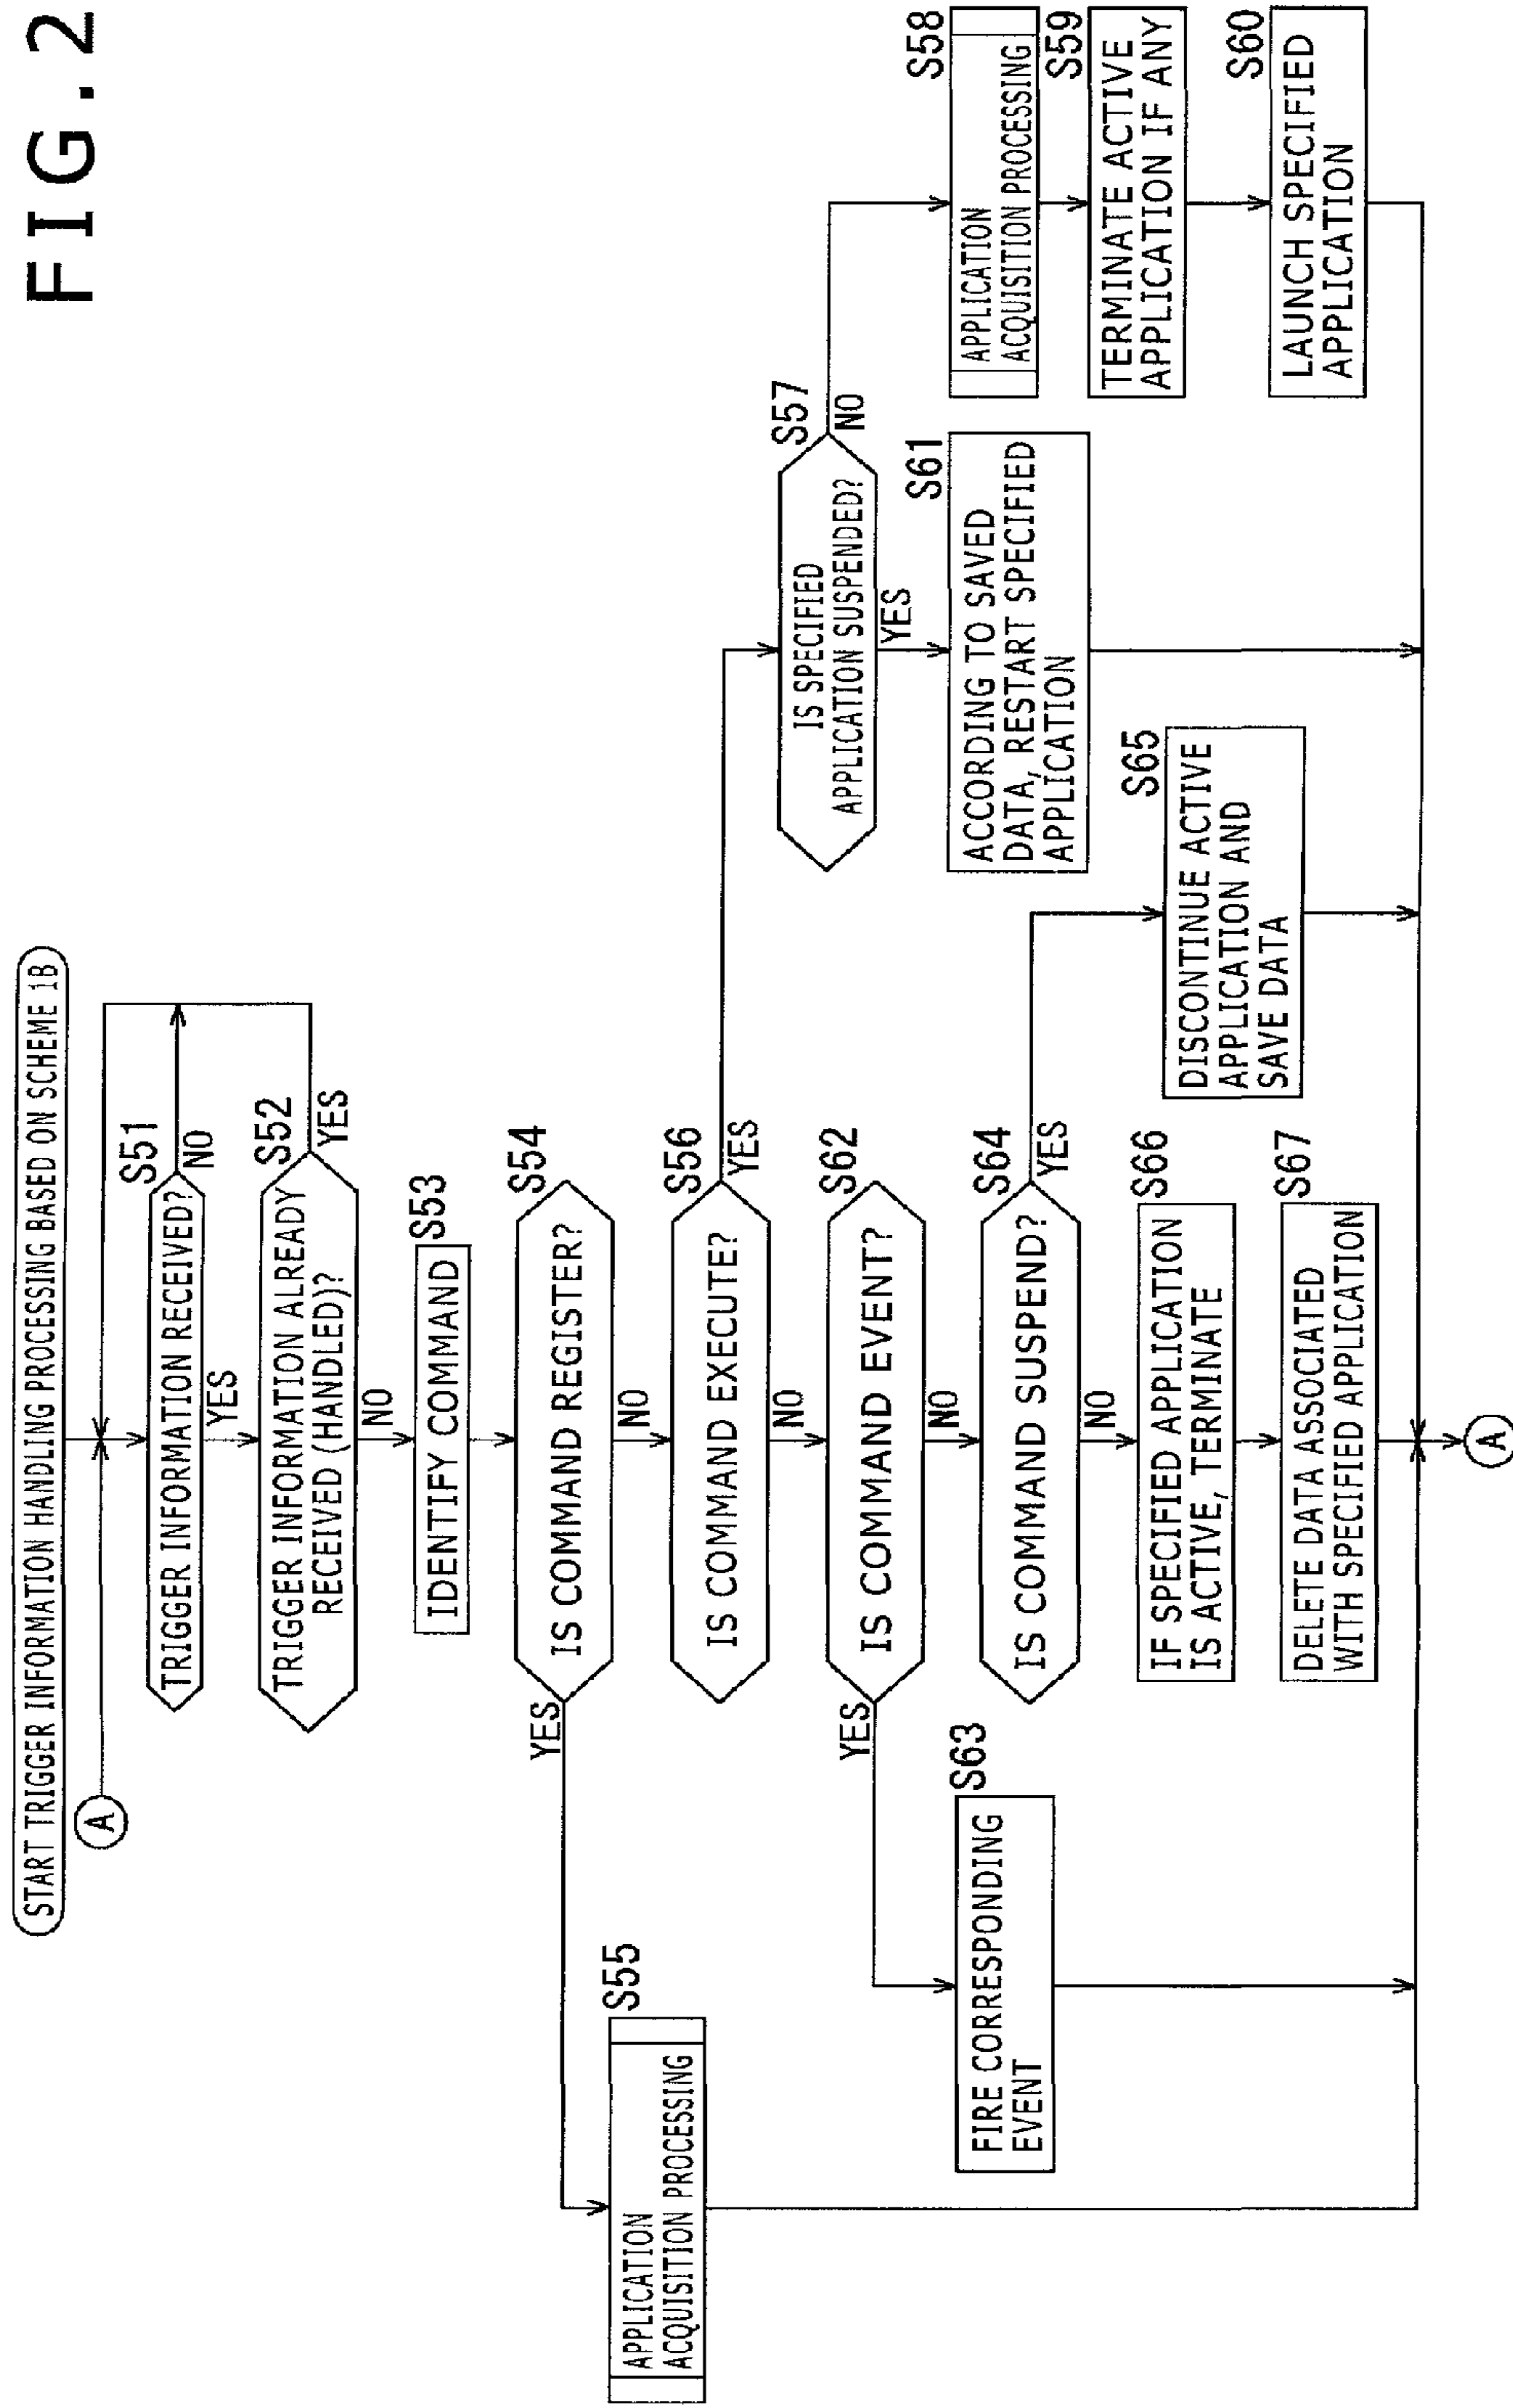 FIG.2
START TRIGGER INFORMATION HANDLING PROCESSING BASED ON SCHEME 1B
A
S51
TRIGGER INFORMATION RECEIVED?
NO
YES
S52
TRIGGER INFORMATION ALREADY
RECEIVED (HANDLED)?
YES
NO
S53
IDENTIFY COMMAND
S54
IS COMMAND REGISTER?
YES
NO
S55
APPLICATION
ACQUISITION PROCESSING
S56
IS COMMAND EXECUTE?
YES
NO
S57
IS SPECIFIED
APPLICATION SUSPENDED?
NO
YES
S58
APPLICATION
ACQUISITION PROCESSING
S59
TERMINATE ACTIVE
APPLICATION IF ANY
S60
LAUNCH SPECIFIED
APPLICATION
S61
ACCORDING TO SAVED
DATA, RESTART SPECIFIED
APPLICATION
S62
IS COMMAND EVENT?
YES
NO
S63
FIRE CORRESPONDING
EVENT
S64
IS COMMAND SUSPEND?
YES
NO
S65
DISCONTINUE ACTIVE
APPLICATION AND
SAVE DATA
S66
IF SPECIFIED APPLICATION
IS ACTIVE, TERMINATE
S67
DELETE DATA ASSOCIATED
WITH SPECIFIED APPLICATION
A